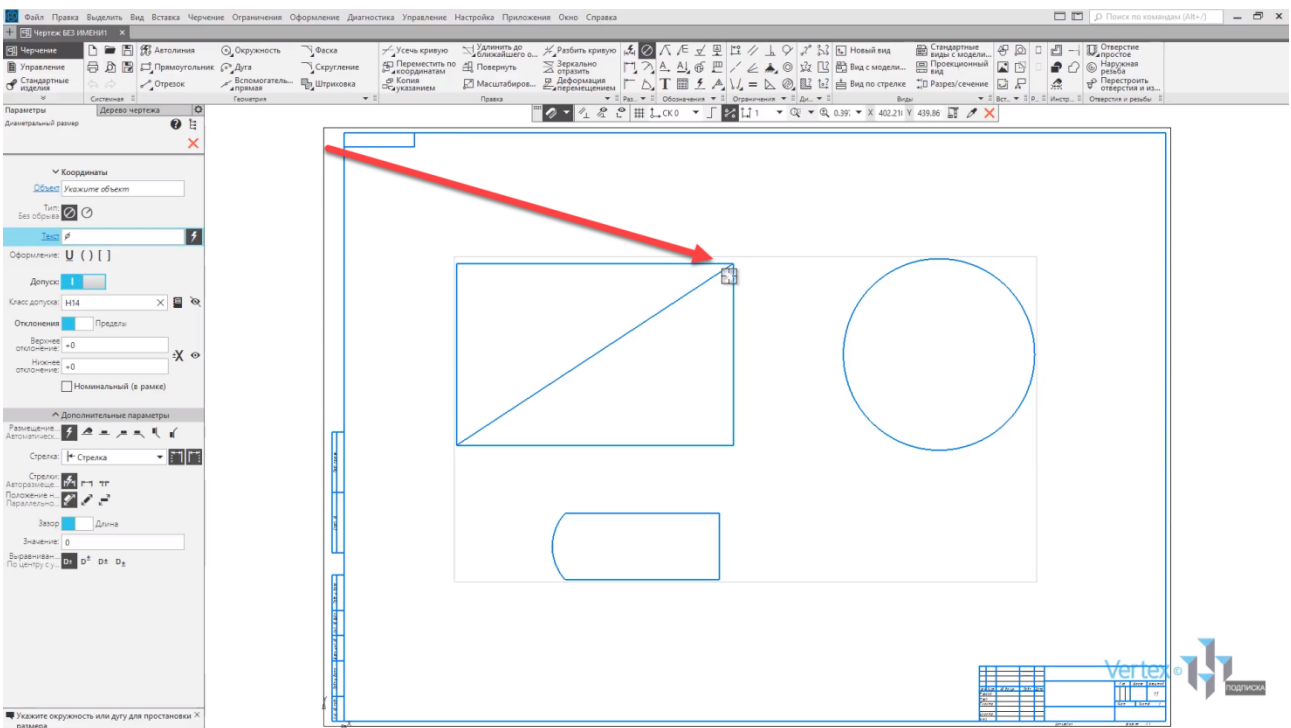 Файл Правка Выделить Вид Вставка Черчение Ограничения Оформление Диагностика Управление Настройка Приложения Окно Справка
Поиск по командам (Alt+/)
Чертеж БЕЗ ИМЕНИ1 ×
Черчение
Управление
Стандартные изделия
Системная
Автолиния
Прямоугольник
Отрезок
Окружность
Дуга
Вспомогатель... прямая
Фаска
Скругление
Штриховка
Геометрия
Усечь кривую
Переместить по координатам
Копия указанием
Удлинить до ближайшего о...
Повернуть
Масштабиров...
Разбить кривую
Зеркально отразить
Деформация перемещением
Правка
Раз...
Обозначения
Ограничения
Ди...
Новый вид
Вид с модели...
Вид по стрелке
Стандартные виды с модели...
Проекционный вид
Разрез/сечение
Виды
Вст...
Р...
Инстр...
Отверстие простое
Наружная резьба
Перестроить отверстия и из...
Отверстия и резьбы
Параметры
Дерево чертежа
СК 0
1
0.397
X 402.21
Y 439.86
Диаметральный размер
Координаты
Объект Укажите объект
Тип:
Без обрыва
Текст ⌀
Оформление: U ( ) [ ]
Допуск: I
Класс допуска: H14
Отклонения Пределы
Верхнее отклонение: +0
Нижнее отклонение: +0
Номинальный (в рамке)
Дополнительные параметры
Размещение...
Автоматическ...
Стрелка: Стрелка
Стрелки:
Авторазмеще...
Положение н...
Параллельно...
Зазор Длина
Значение: 0
Выравниван...
По центру с у...
Vertex
подписка
Укажите окружность или дугу для простановки размера